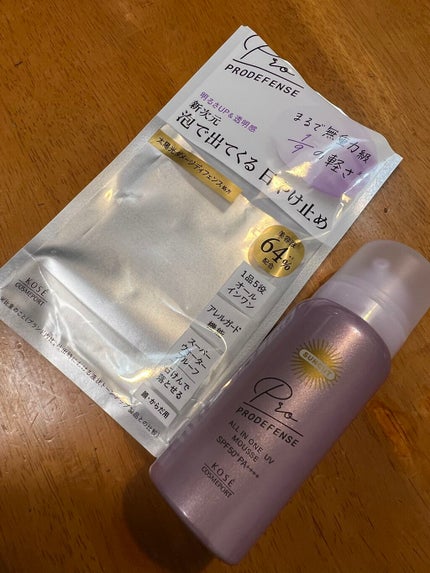 Pro
PRODEFENSE
明るさUP&透明感
新次元
泡で出てくる日やけ止め
まるで無重力級
1/9の軽さ
64%
配合
1品5役
オール
インワン
アレルガード
スーパー
ウォーター
プルーフ
石けんで
落とせる
顔・からだ用
KOSÉ
COSMEPORT
SUNCUT
Pro
PRODEFENSE
ALL IN ONE UV
MOUSSE
SPF50+PA++++
KOSÉ
COSMEPORT